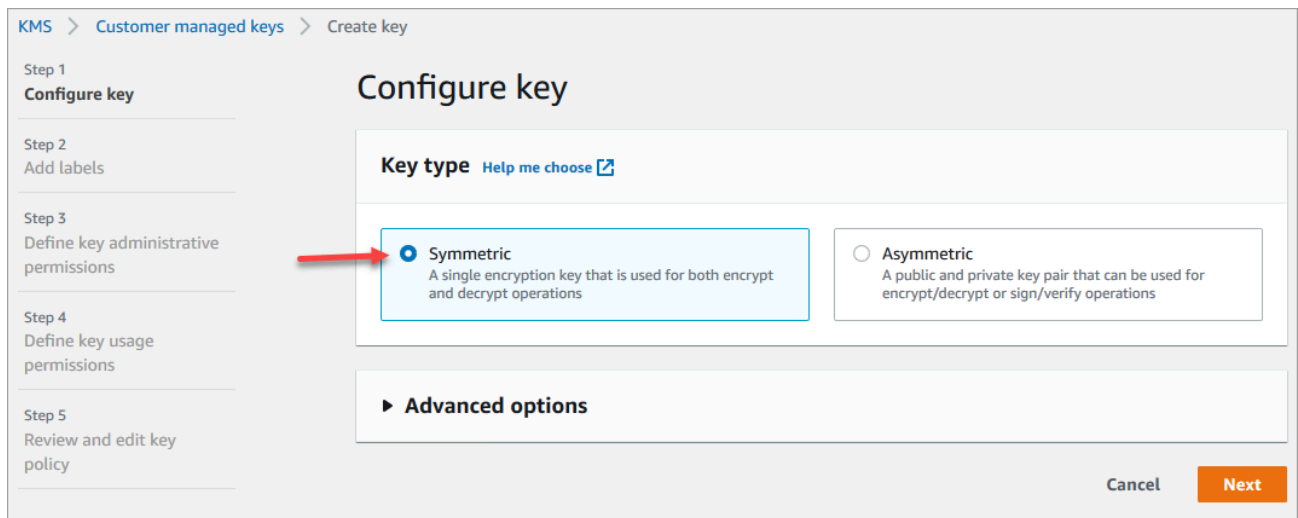 KMS > Customer managed keys > Create key
Step 1
Configure key
Step 2
Add labels
Step 3
Define key administrative
permissions
Step 4
Define key usage
permissions
Step 5
Review and edit key
policy
Configure key
Key type Help me choose
Symmetric
A single encryption key that is used for both encrypt
and decrypt operations
Asymmetric
A public and private key pair that can be used for
encrypt/decrypt or sign/verify operations
Advanced options
Cancel Next